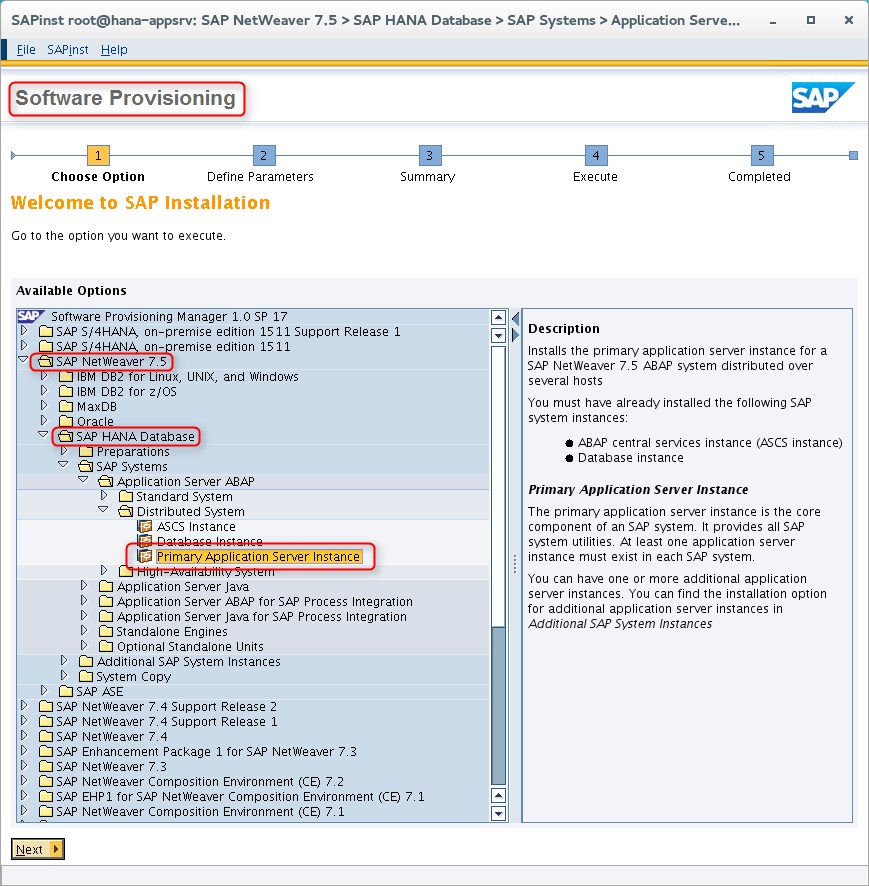 SAPinst root@hana-appsrv: SAP NetWeaver 7.5 > SAP HANA Database > SAP Systems > Application Serve...
File SAPinst Help
Software Provisioning
SAP
1 2 3 4 5
Choose Option Define Parameters Summary Execute Completed
Welcome to SAP Installation
Go to the option you want to execute.
Available Options
SAP Software Provisioning Manager 1.0 SP 17
SAP S/4HANA, on-premise edition 1511 Support Release 1
SAP S/4HANA, on-premise edition 1511
SAP NetWeaver 7.5
IBM DB2 for Linux, UNIX, and Windows
IBM DB2 for z/OS
MaxDB
Oracle
SAP HANA Database
Preparations
SAP Systems
Application Server ABAP
Standard System
Distributed System
ASCS Instance
Database Instance
Primary Application Server Instance
High-Availability System
Application Server Java
Application Server ABAP for SAP Process Integration
Application Server Java for SAP Process Integration
Standalone Engines
Optional Standalone Units
Additional SAP System Instances
System Copy
SAP ASE
SAP NetWeaver 7.4 Support Release 2
SAP NetWeaver 7.4 Support Release 1
SAP NetWeaver 7.4
SAP Enhancement Package 1 for SAP NetWeaver 7.3
SAP NetWeaver 7.3
SAP NetWeaver Composition Environment (CE) 7.2
SAP EHP1 for SAP NetWeaver Composition Environment (CE) 7.1
SAP NetWeaver Composition Environment (CE) 7.1
Description
Installs the primary application server instance for a
SAP NetWeaver 7.5 ABAP system distributed over
several hosts
You must have already installed the following SAP
system instances:
● ABAP central services instance (ASCS instance)
● Database instance
Primary Application Server Instance
The primary application server instance is the core
component of an SAP system. It provides all SAP
system utilities. At least one application server
instance must exist in each SAP system.
You can have one or more additional application
server instances. You can find the installation option
for additional application server instances in
Additional SAP System Instances
Next